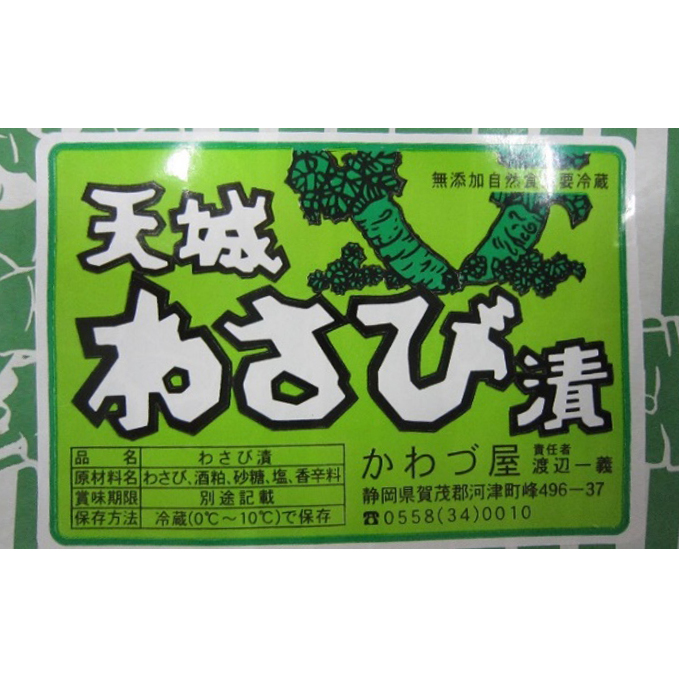 無添加自然食 要冷蔵
天城
わさび漬
品名 わさび漬
原材料名 わさび、酒粕、砂糖、塩、香辛料
賞味期限 別途記載
保存方法 冷蔵(0℃〜10℃)で保存
かわづ屋 責任者 渡辺一義
静岡県賀茂郡河津町峰496-37
☎0558(34)0010